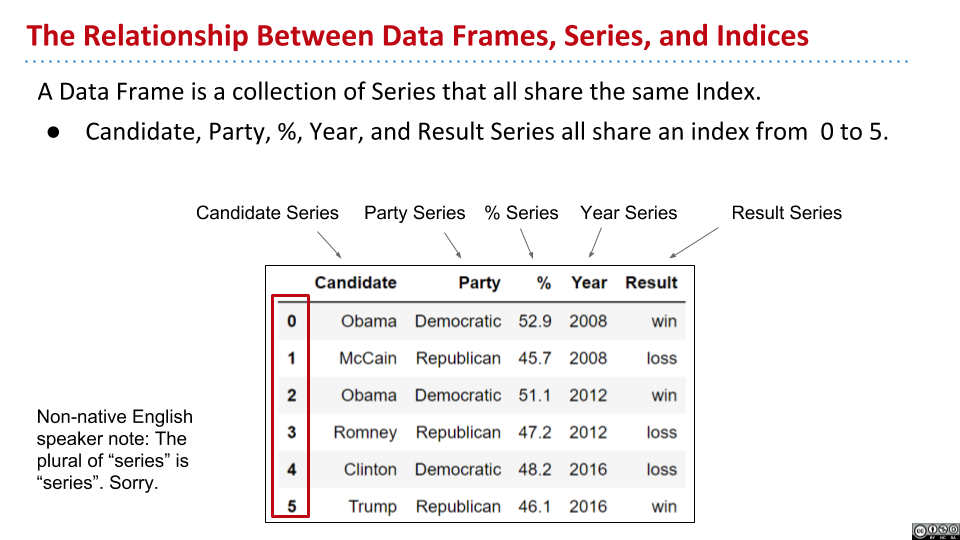 The Relationship Between Data Frames, Series, and Indices
A Data Frame is a collection of Series that all share the same Index.
● Candidate, Party, %, Year, and Result Series all share an index from 0 to 5.
Candidate Series Party Series % Series Year Series Result Series
Candidate Party % Year Result
0 Obama Democratic 52.9 2008 win
1 McCain Republican 45.7 2008 loss
2 Obama Democratic 51.1 2012 win
3 Romney Republican 47.2 2012 loss
4 Clinton Democratic 48.2 2016 loss
5 Trump Republican 46.1 2016 win
Non-native English
speaker note: The
plural of “series” is
“series”. Sorry.
cc
BY NC SA